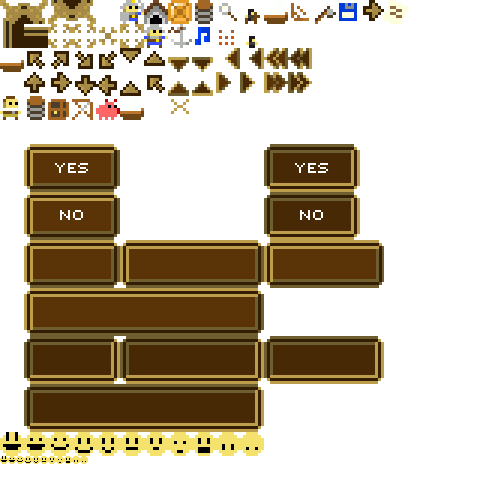 YES YES
NO NO